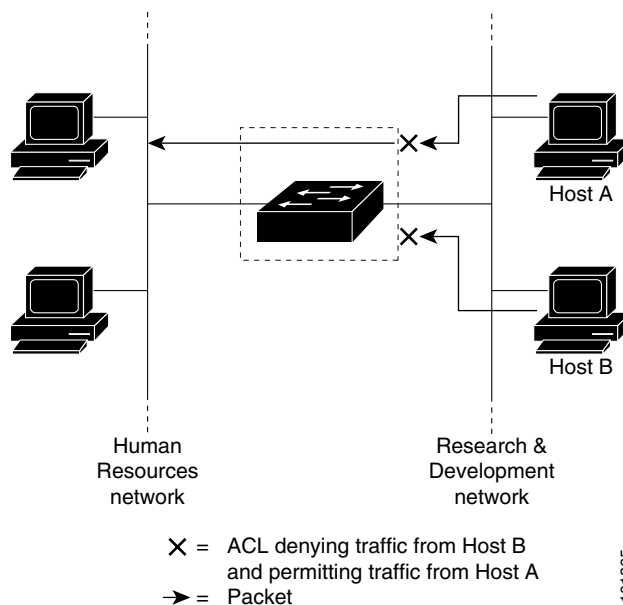 Host A
Host B
Human
Resources
network
Research &
Development
network
X = ACL denying traffic from Host B
and permitting traffic from Host A
= Packet